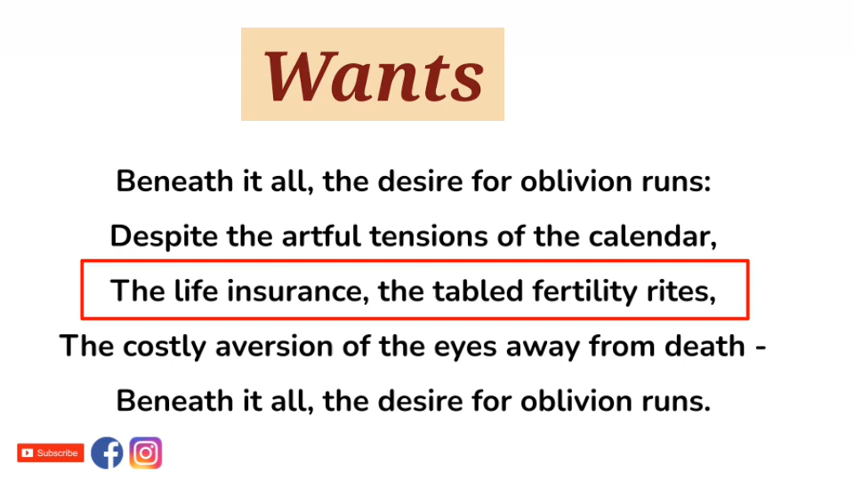 Wants
Beneath it all, the desire for oblivion runs:
Despite the artful tensions of the calendar,
The life insurance, the tabled fertility rites,
The costly aversion of the eyes away from death -
Beneath it all, the desire for oblivion runs.
Subscribe